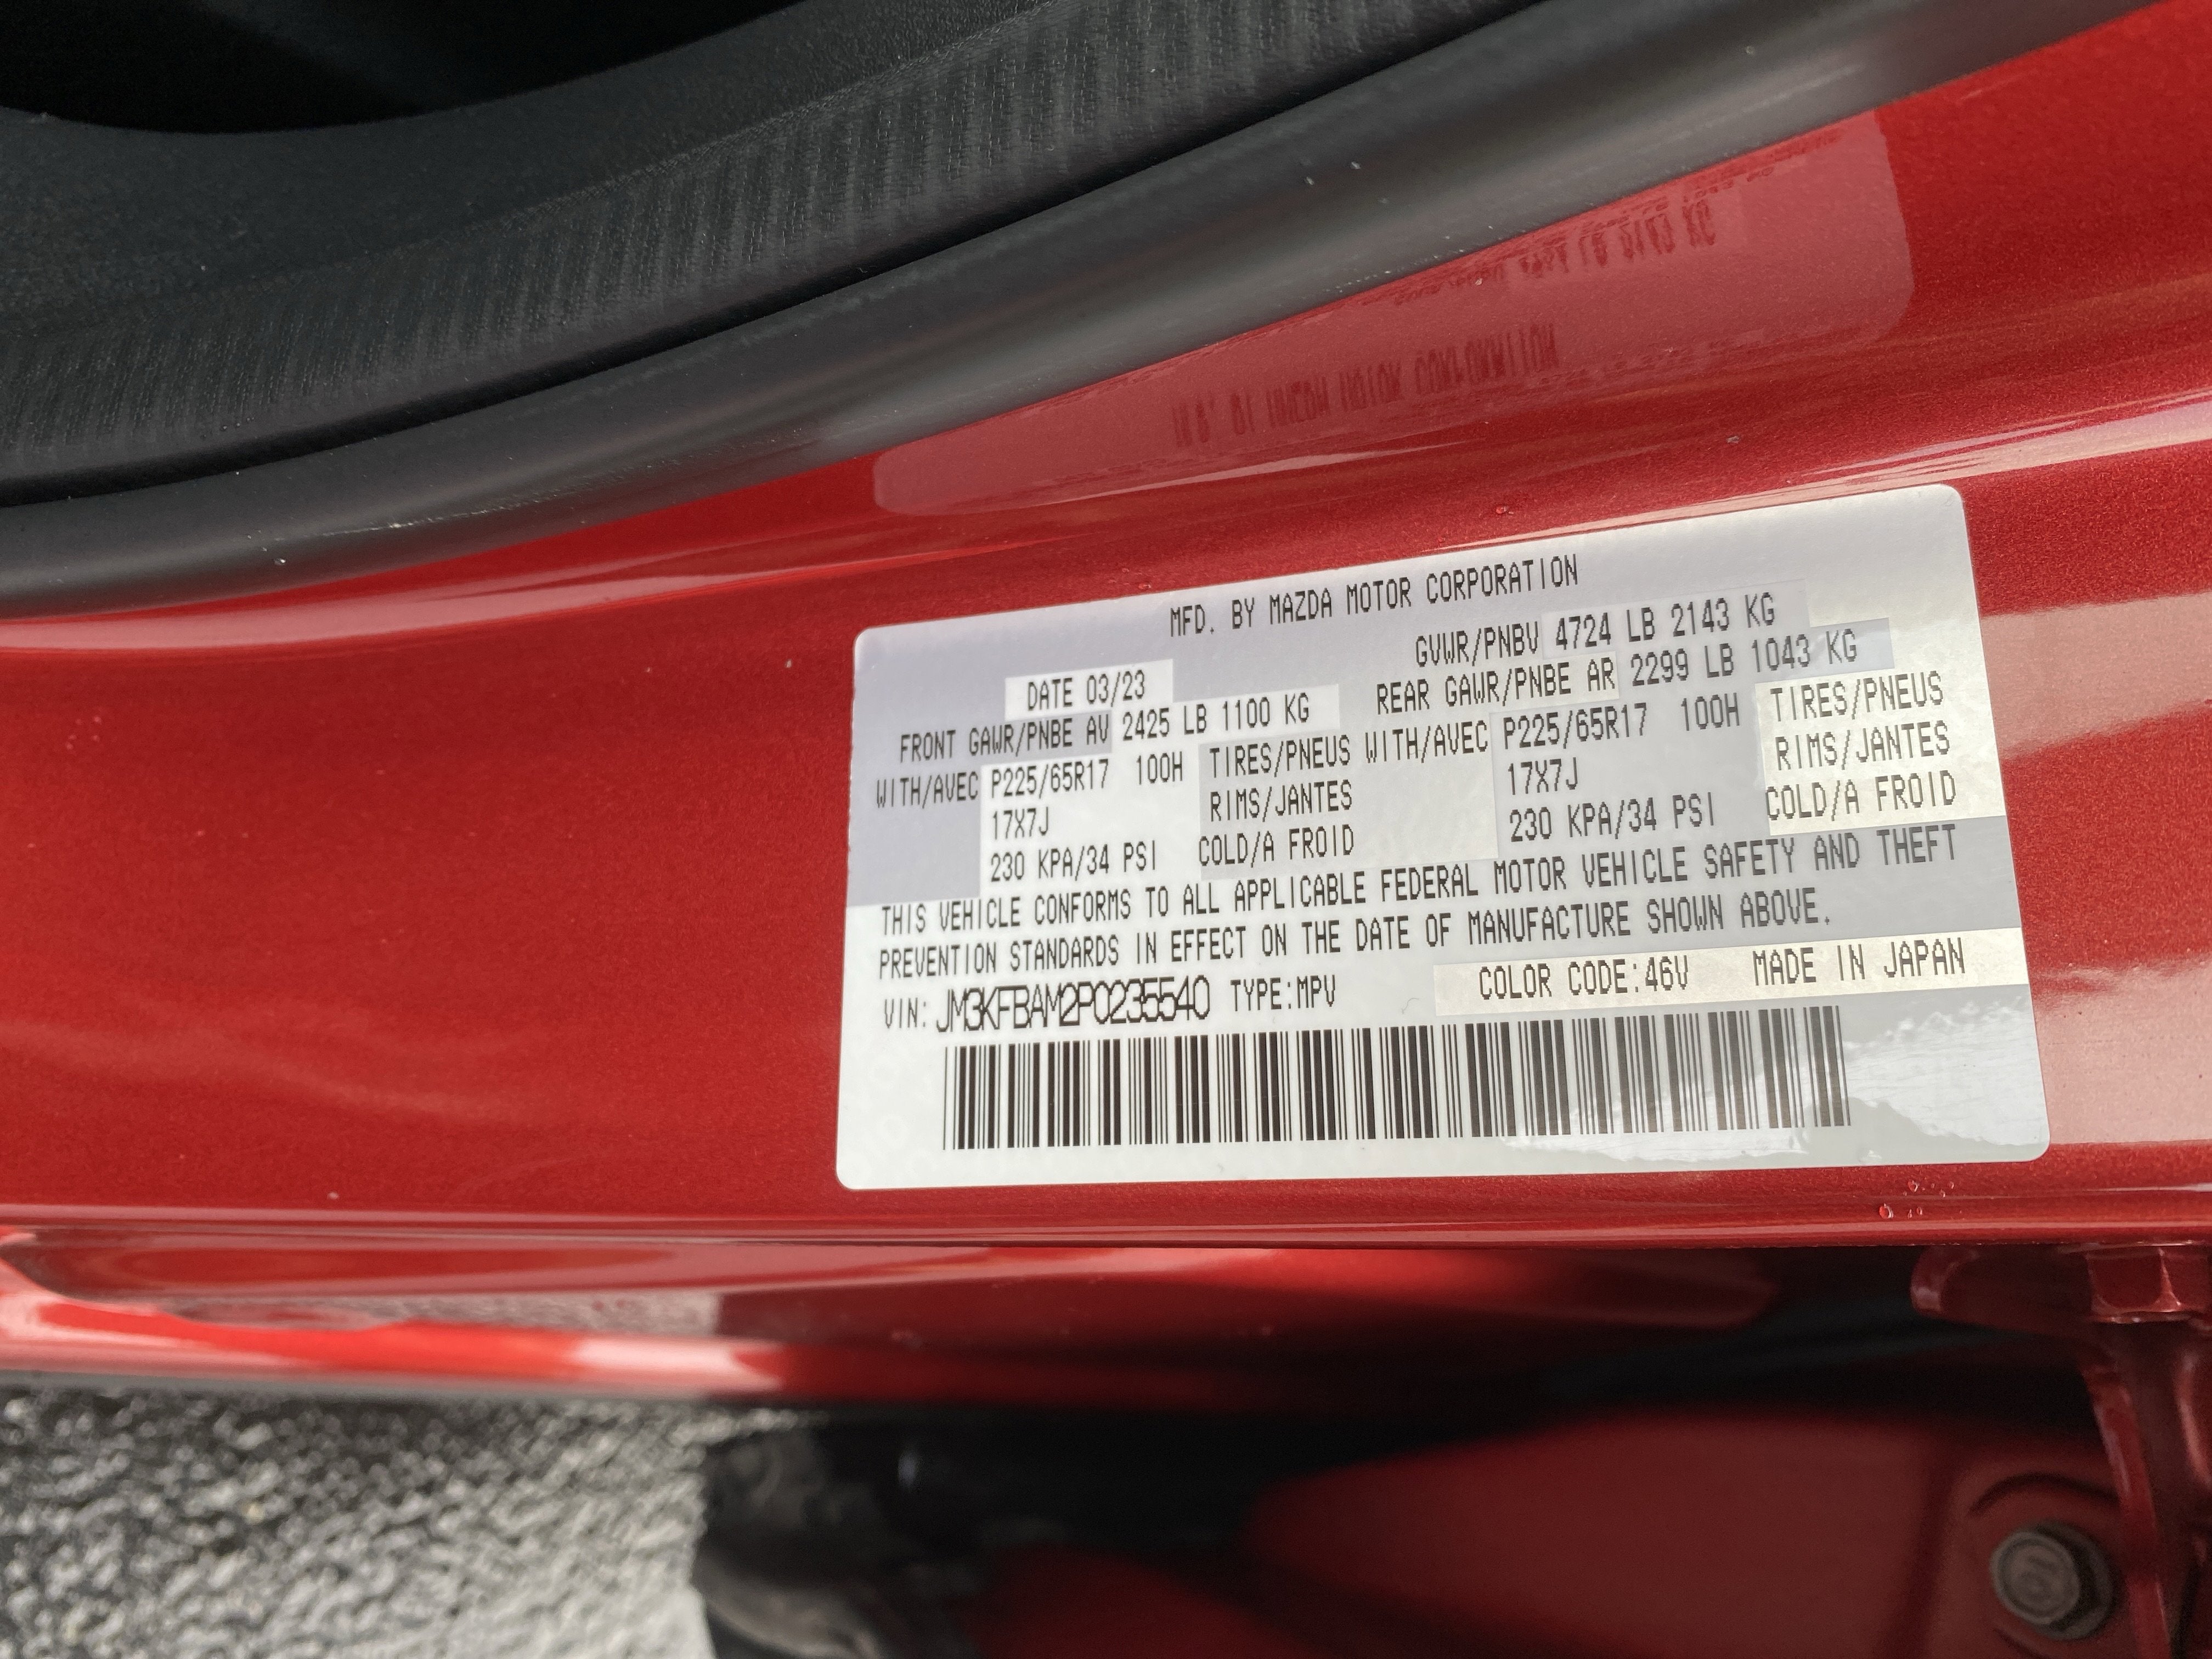 MFD. BY MAZDA MOTOR CORPORATION
DATE 03/23 GVWR/PNBV 4724 LB 2143 KG
FRONT GAWR/PNBE AV 2425 LB 1100 KG REAR GAWR/PNBE AR 2299 LB 1043 KG
WITH/AVEC P225/65R17 100H TIRES/PNEUS WITH/AVEC P225/65R17 100H TIRES/PNEUS
17X7J RIMS/JANTES 17X7J RIMS/JANTES
230 KPA/34 PSI COLD/A FROID 230 KPA/34 PSI COLD/A FROID
THIS VEHICLE CONFORMS TO ALL APPLICABLE FEDERAL MOTOR VEHICLE SAFETY AND THEFT
PREVENTION STANDARDS IN EFFECT ON THE DATE OF MANUFACTURE SHOWN ABOVE.
VIN: JM3KFBAM2P0235540 TYPE:MPV COLOR CODE:46V MADE IN JAPAN